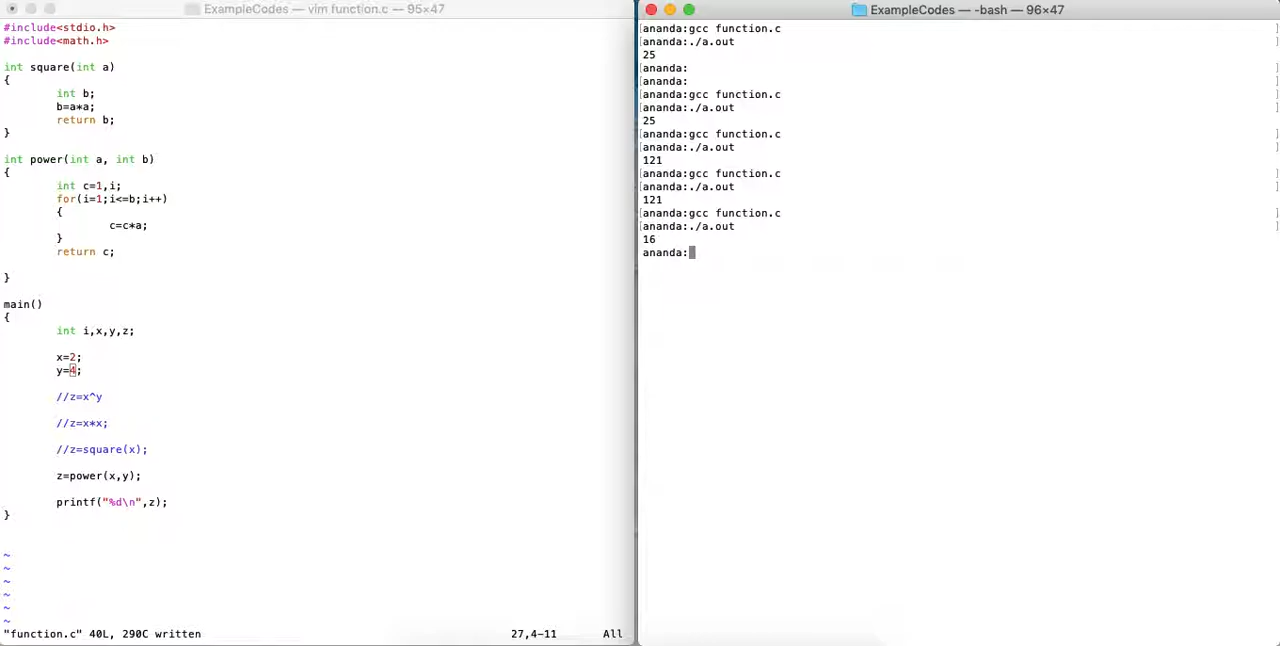 ExampleCodes — vim function.c — 95×47
#include<stdio.h>
#include<math.h>
int square(int a)
{
int b;
b=a*a;
return b;
}
int power(int a, int b)
{
int c=1,i;
for(i=1;i<=b;i++)
{
c=c*a;
}
return c;
}
main()
{
int i,x,y,z;
x=2;
y=4;
//z=x^y
//z=x*x;
//z=square(x);
z=power(x,y);
printf("%d\n",z);
}
~
~
~
~
~
~
"function.c" 40L, 290C written 27,4-11 All
ExampleCodes — -bash — 96×47
[ananda:gcc function.c ]
[ananda:./a.out ]
25
[ananda: ]
[ananda: ]
[ananda:gcc function.c ]
[ananda:./a.out ]
25
[ananda:gcc function.c ]
[ananda:./a.out ]
121
[ananda:gcc function.c ]
[ananda:./a.out ]
121
[ananda:gcc function.c ]
[ananda:./a.out ]
16
ananda: